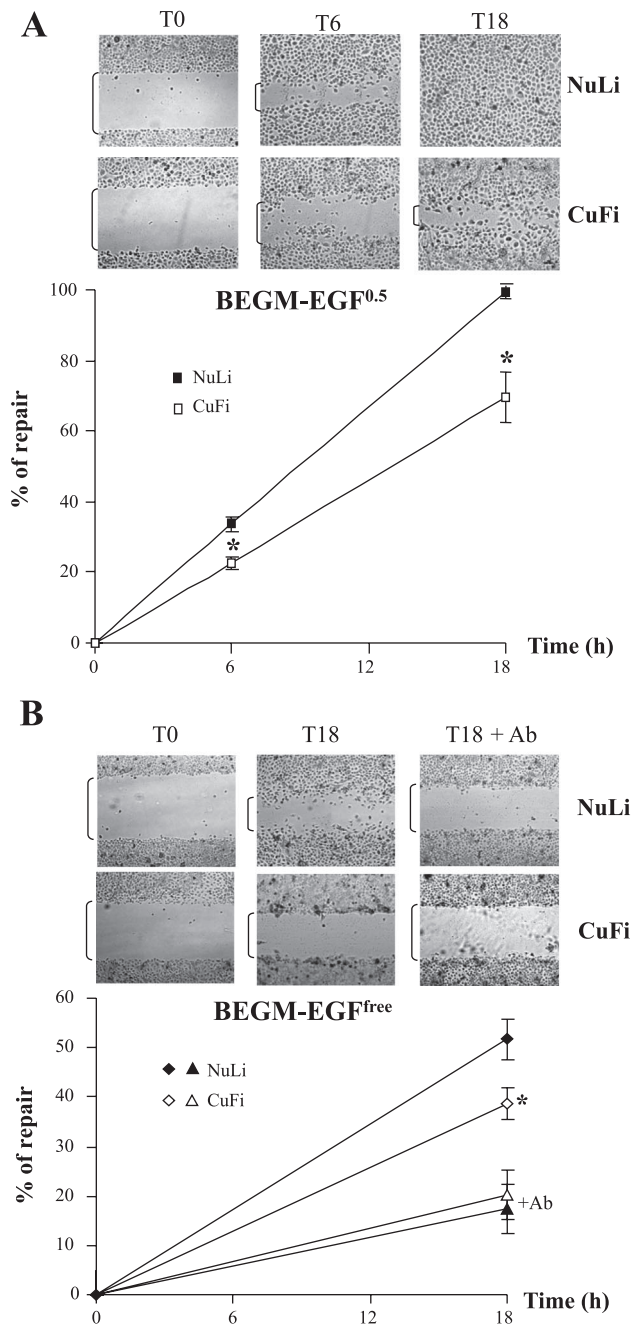 A
T0 T6 T18
NuLi
CuFi
BEGM-EGF0.5
100
80
60
40
20
0
% of repair
NuLi
CuFi
*
*
0 6 12 18
Time (h)
B
T0 T18 T18 + Ab
NuLi
CuFi
BEGM-EGFfree
60
50
40
30
20
10
0
% of repair
NuLi
CuFi
*
+Ab
0 6 12 18
Time (h)